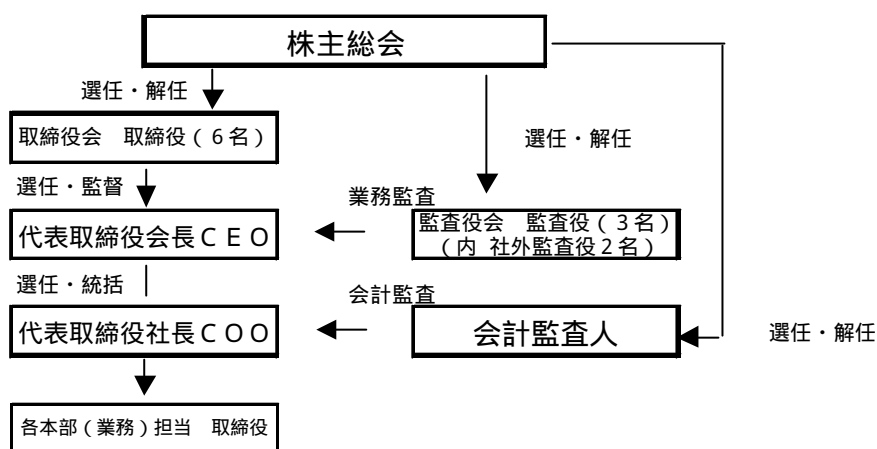 株主総会
選任・解任
取締役会　取締役（６名）
選任・解任
選任・監督
業務監査
代表取締役会長ＣＥＯ
監査役会　監査役（３名）
（内 社外監査役２名）
選任・統括
会計監査
代表取締役社長ＣＯＯ
会計監査人
選任・解任
各本部（業務）担当　取締役